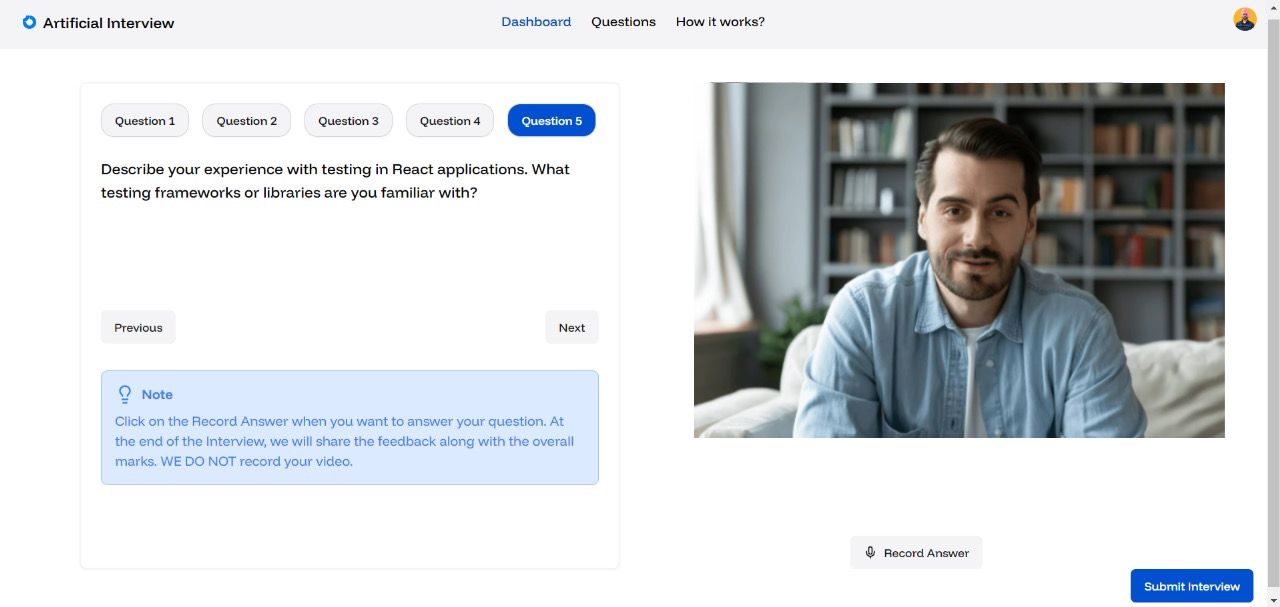 Artificial Interview
Dashboard
Questions
How it works?
Question 1
Question 2
Question 3
Question 4
Question 5
Describe your experience with testing in React applications. What
testing frameworks or libraries are you familiar with?
Previous
Next
Note
Click on the Record Answer when you want to answer your question. At
the end of the Interview, we will share the feedback along with the overall
marks. WE DO NOT record your video.
Record Answer
Submit Interview